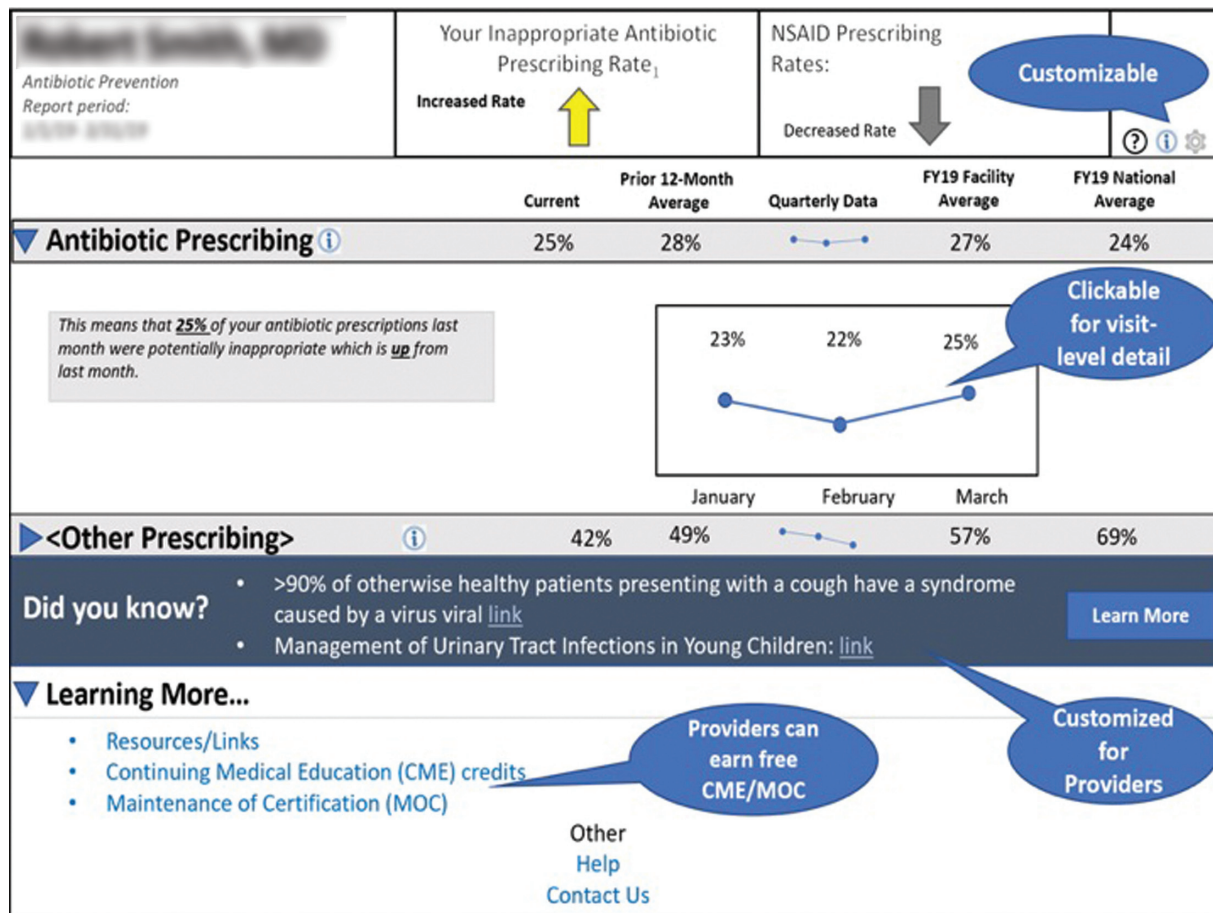 Antibiotic Prevention
Report period:
Your Inappropriate Antibiotic
Prescribing Rate1
Increased Rate
NSAID Prescribing
Rates:
Decreased Rate
Customizable
?
i
Current
Prior 12-Month
Average
Quarterly Data
FY19 Facility
Average
FY19 National
Average
Antibiotic Prescribing i 25% 28% 27% 24%
This means that 25% of your antibiotic prescriptions last
month were potentially inappropriate which is up from
last month.
23% 22% 25%
January February March
Clickable
for visit-
level detail
<Other Prescribing> i 42% 49% 57% 69%
Did you know?
• >90% of otherwise healthy patients presenting with a cough have a syndrome
caused by a virus viral link
• Management of Urinary Tract Infections in Young Children: link
Learn More
Learning More...
• Resources/Links
• Continuing Medical Education (CME) credits
• Maintenance of Certification (MOC)
Providers can
earn free
CME/MOC
Customized
for
Providers
Other
Help
Contact Us